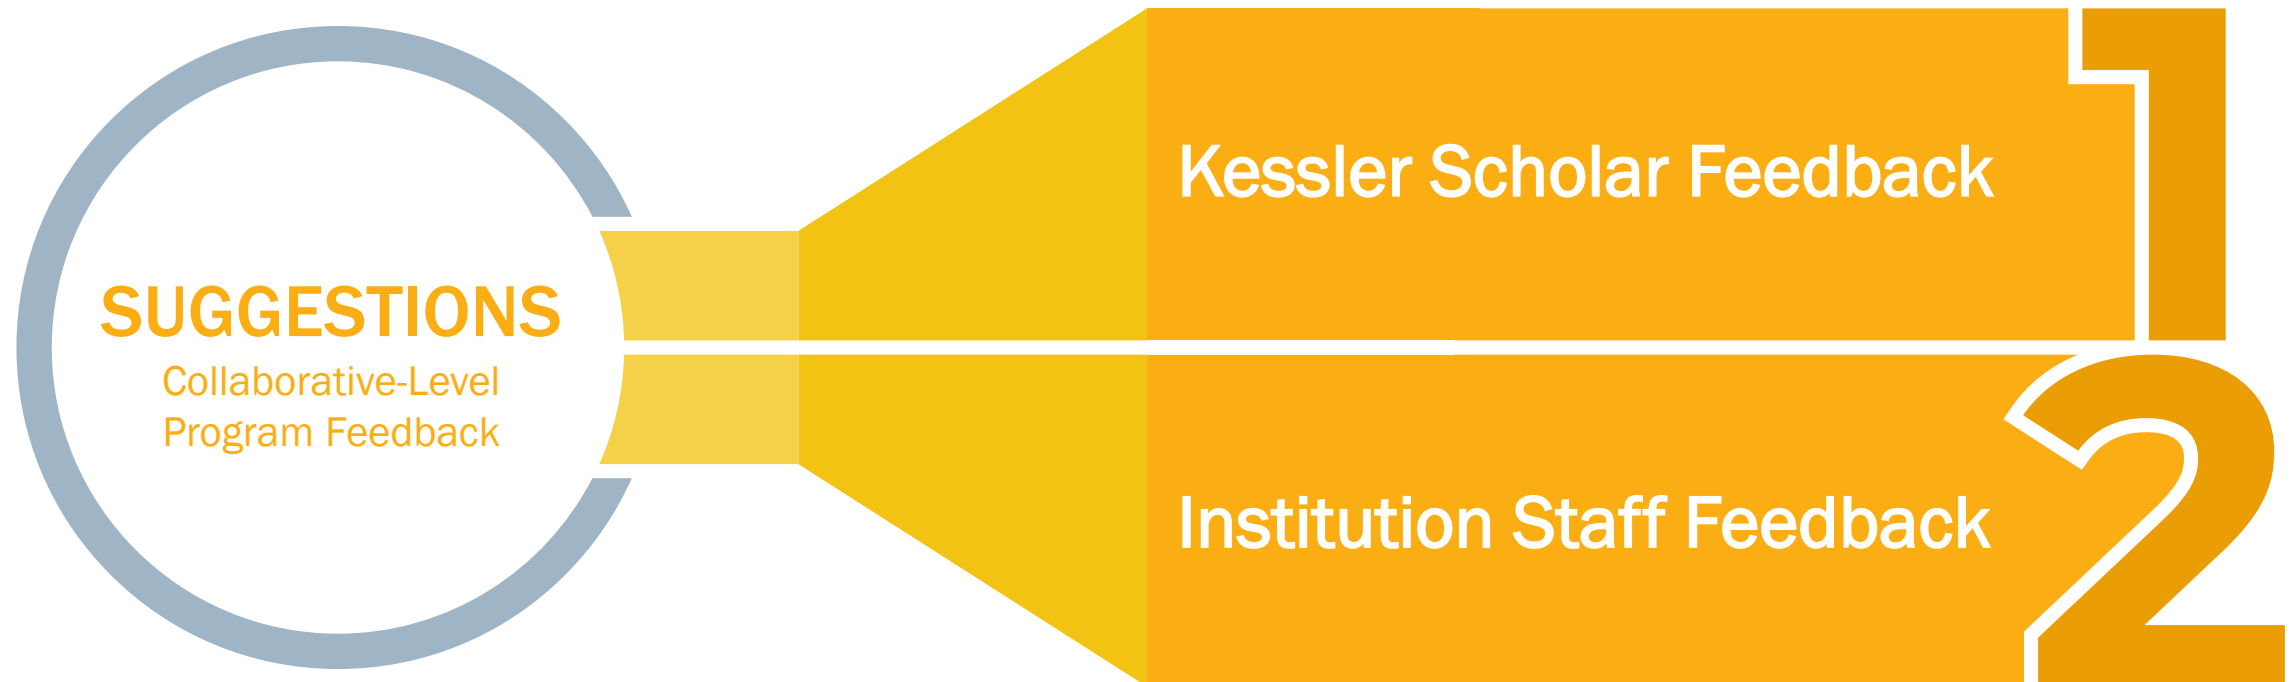 SUGGESTIONS
Collaborative-Level
Program Feedback
Kessler Scholar Feedback
1
Institution Staff Feedback
2